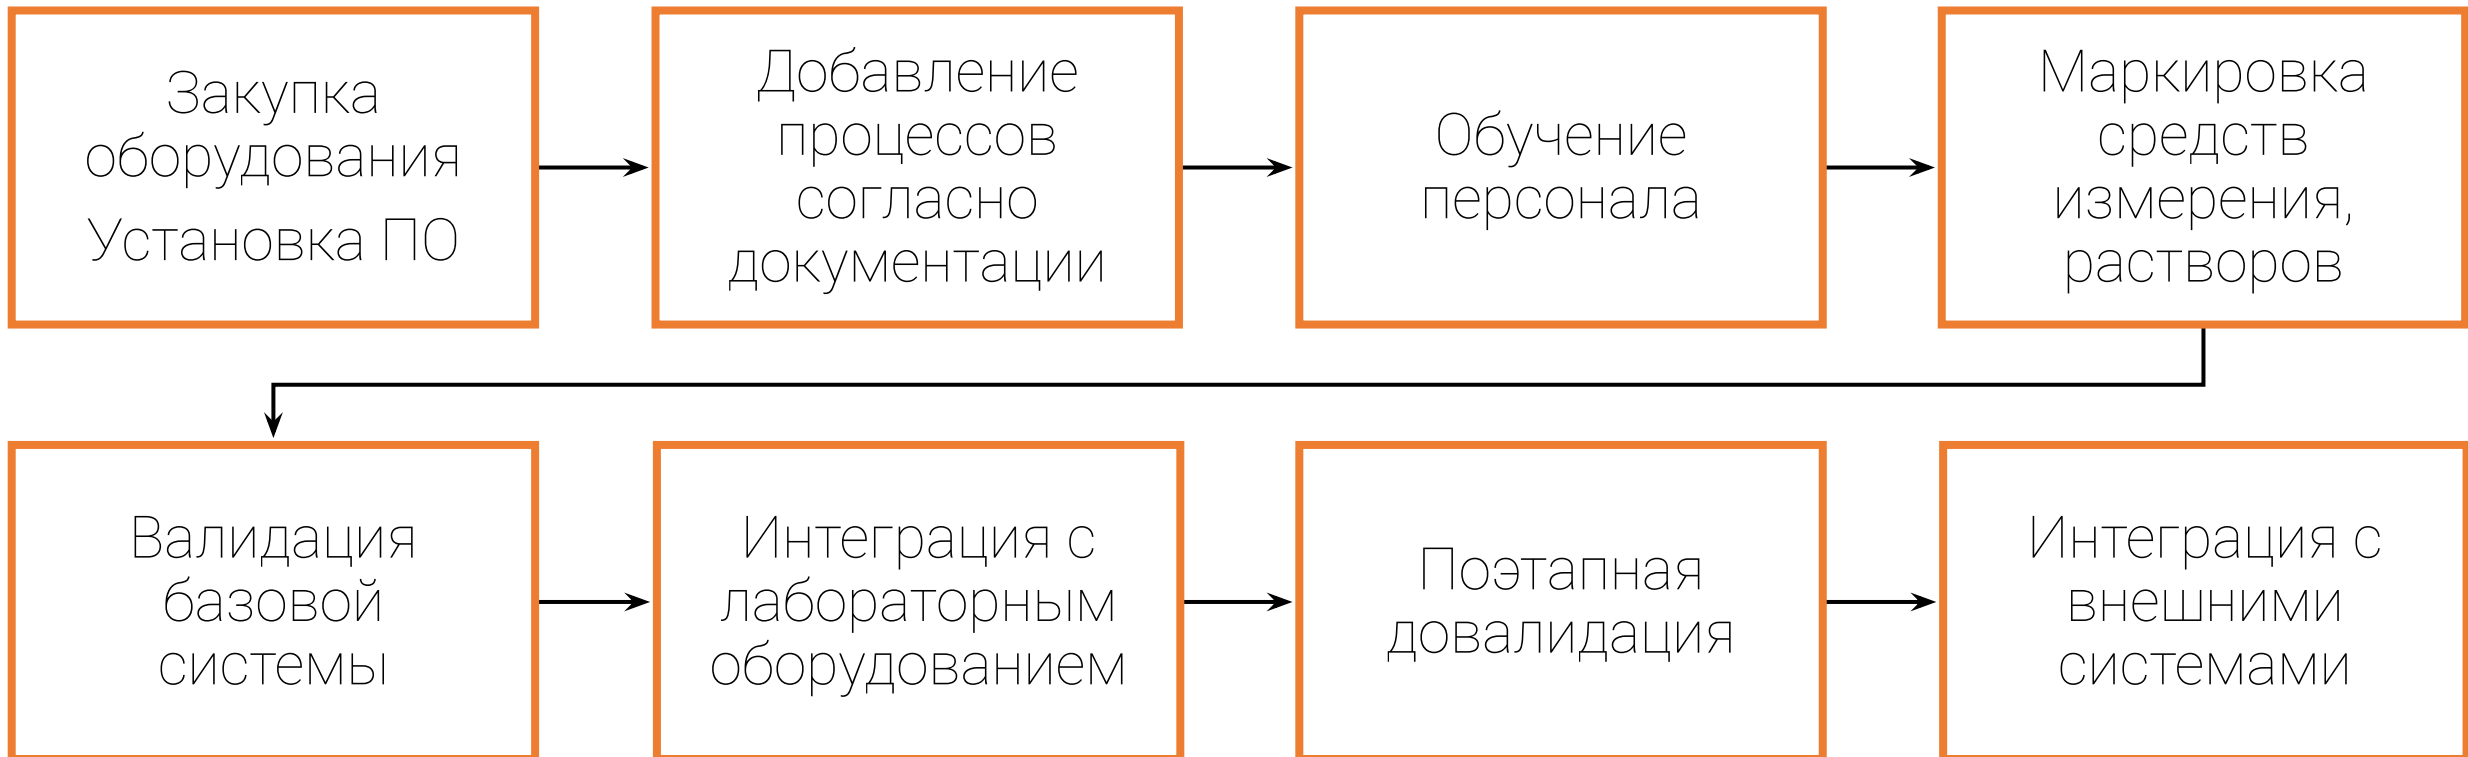 Закупка
оборудования
Установка ПО
Добавление
процессов
согласно
документации
Обучение
персонала
Маркировка
средств
измерения,
растворов
Валидация
базовой
системы
Интеграция с
лабораторным
оборудованием
Поэтапная
довалидация
Интеграция с
внешними
системами